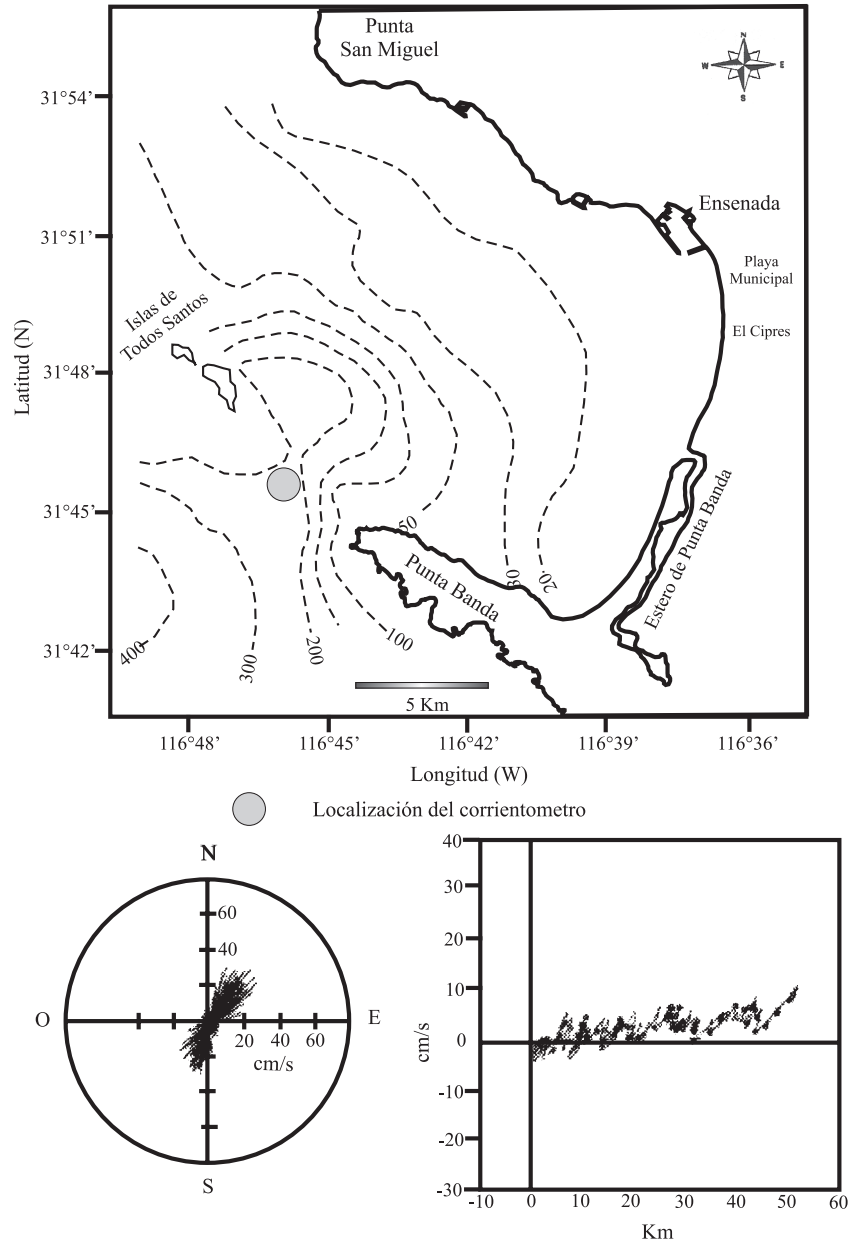 Punta
San Miguel
N
W
E
S
31°54'
31°51'
31°48'
31°45'
31°42'
Latitud (N)
Ensenada
Playa
Municipal
El Cipres
Islas de
Todos Santos
Estero de Punta Banda
Punta Banda
50
20
400
300
200
100
5 Km
116°48'
116°45'
116°42'
116°39'
116°36'
Longitud (W)
Localización del corrientometro
N
60
40
O
E
20 40 60
cm/s
S
40
30
20
10
0
-10
-20
-30
cm/s
-10 0 10 20 30 40 50 60
Km